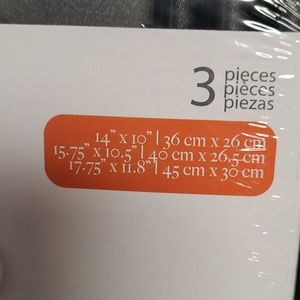 3 pieces
pièces
piezas
14” x 10” | 36 cm x 26 cm
15.75” x 10.5” | 40 cm x 26.5 cm
17.75” x 11.8” | 45 cm x 30 cm